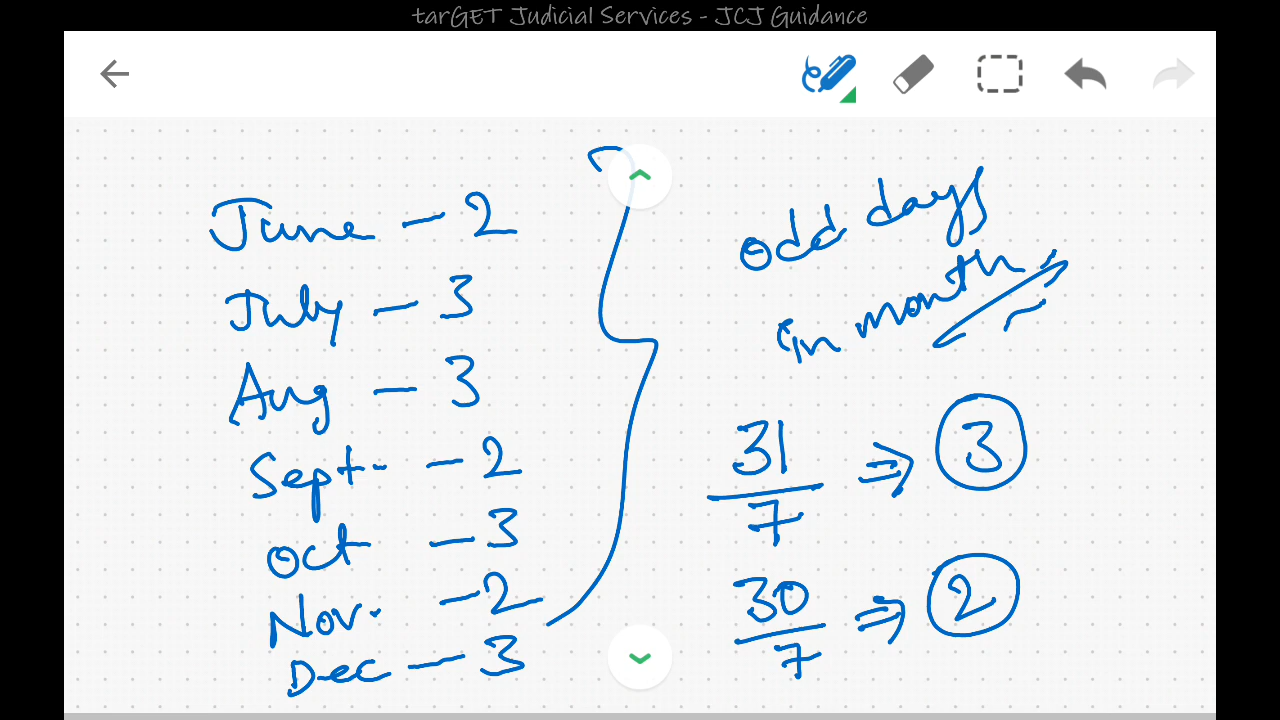 tarGET Judicial Services - JCJ Guidance
June - 2
July - 3
Aug - 3
Sept - 2
Oct - 3
Nov. - 2
Dec - 3
odd days
in month
31/7 ⇒ 3
30/7 ⇒ 2